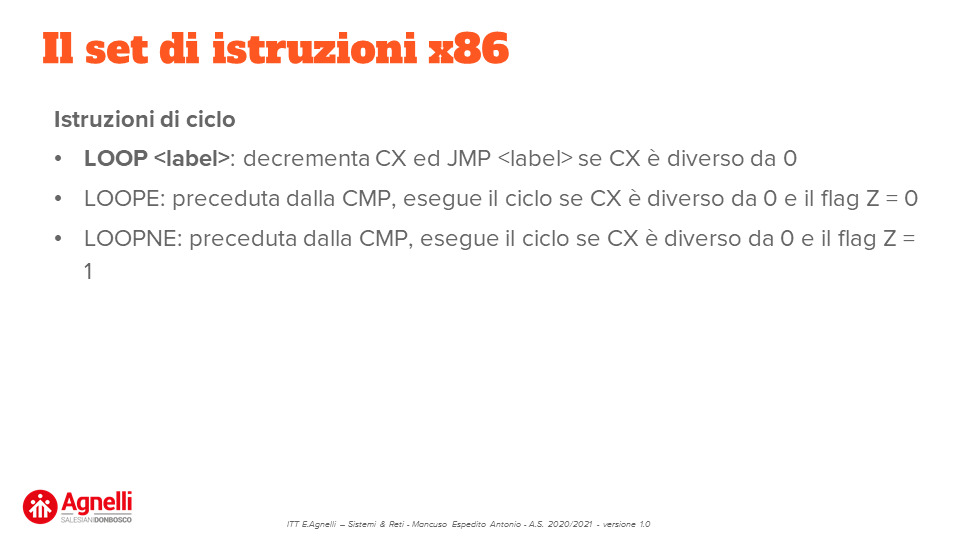 Il set di istruzioni x86
Istruzioni di ciclo
• LOOP <label>: decrementa CX ed JMP <label> se CX è diverso da 0
• LOOPE: preceduta dalla CMP, esegue il ciclo se CX è diverso da 0 e il flag Z = 0
• LOOPNE: preceduta dalla CMP, esegue il ciclo se CX è diverso da 0 e il flag Z =
1
Agnelli
SALESIANI DONBOSCO
ITT E.Agnelli – Sistemi & Reti - Mancuso Espedito Antonio - A.S. 2020/2021 - versione 1.0